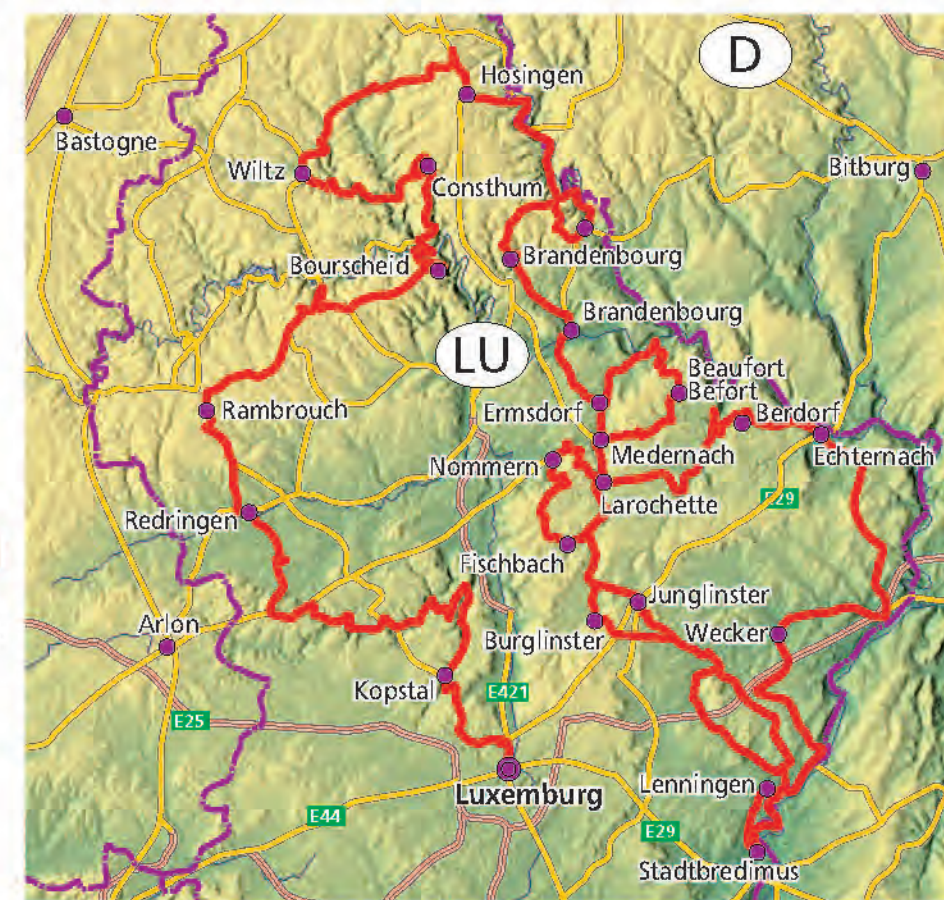 D
Hosingen
Bastogne
Wiltz
Consthum
Bitburg
Bourscheid
Brandenbourg
Brandenbourg
LU
Beaufort
Befort
Rambrouch
Ermsdorf
Berdorf
Medernach
Echternach
Nommern
Larochette
E29
Redringen
Fischbach
Junglinster
Arlon
Burglinster
Wecker
Kopstal
E421
E25
Luxemburg
Lenningen
E44
E29
Stadtbredimus